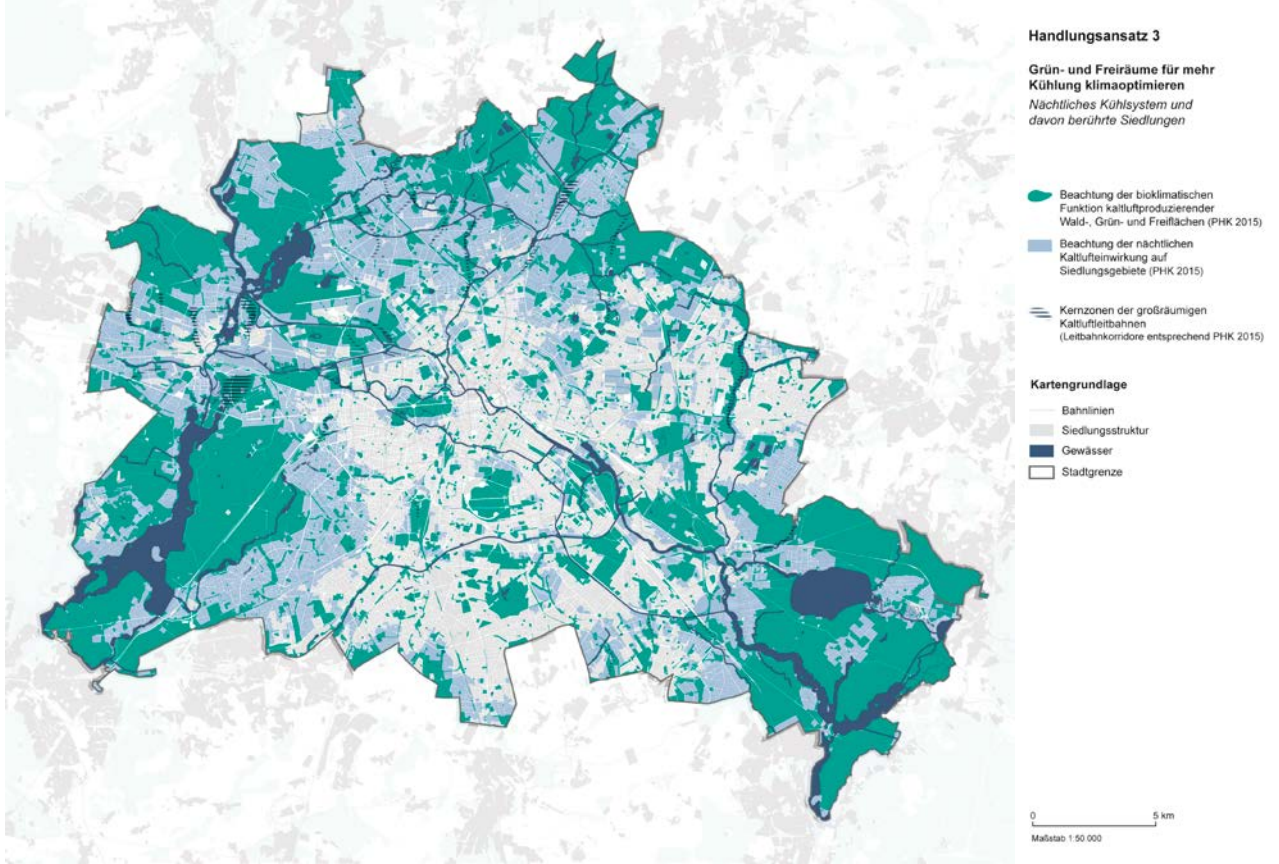 Handlungsansatz 3
Grün- und Freiräume für mehr
Kühlung klimaoptimieren
Nächtliches Kühlsystem und
davon berührte Siedlungen
Beachtung der bioklimatischen
Funktion kaltluftproduzierender
Wald-, Grün- und Freiflächen (PHK 2015)
Beachtung der nächtlichen
Kaltlufteinwirkung auf
Siedlungsgebiete (PHK 2015)
Kernzonen der großräumigen
Kaltluftleitbahnen
(Leitbahnkorridore entsprechend PHK 2015)
Kartengrundlage
Bahnlinien
Siedlungsstruktur
Gewässer
Stadtgrenze
0 5 km
Maßstab 1:50.000